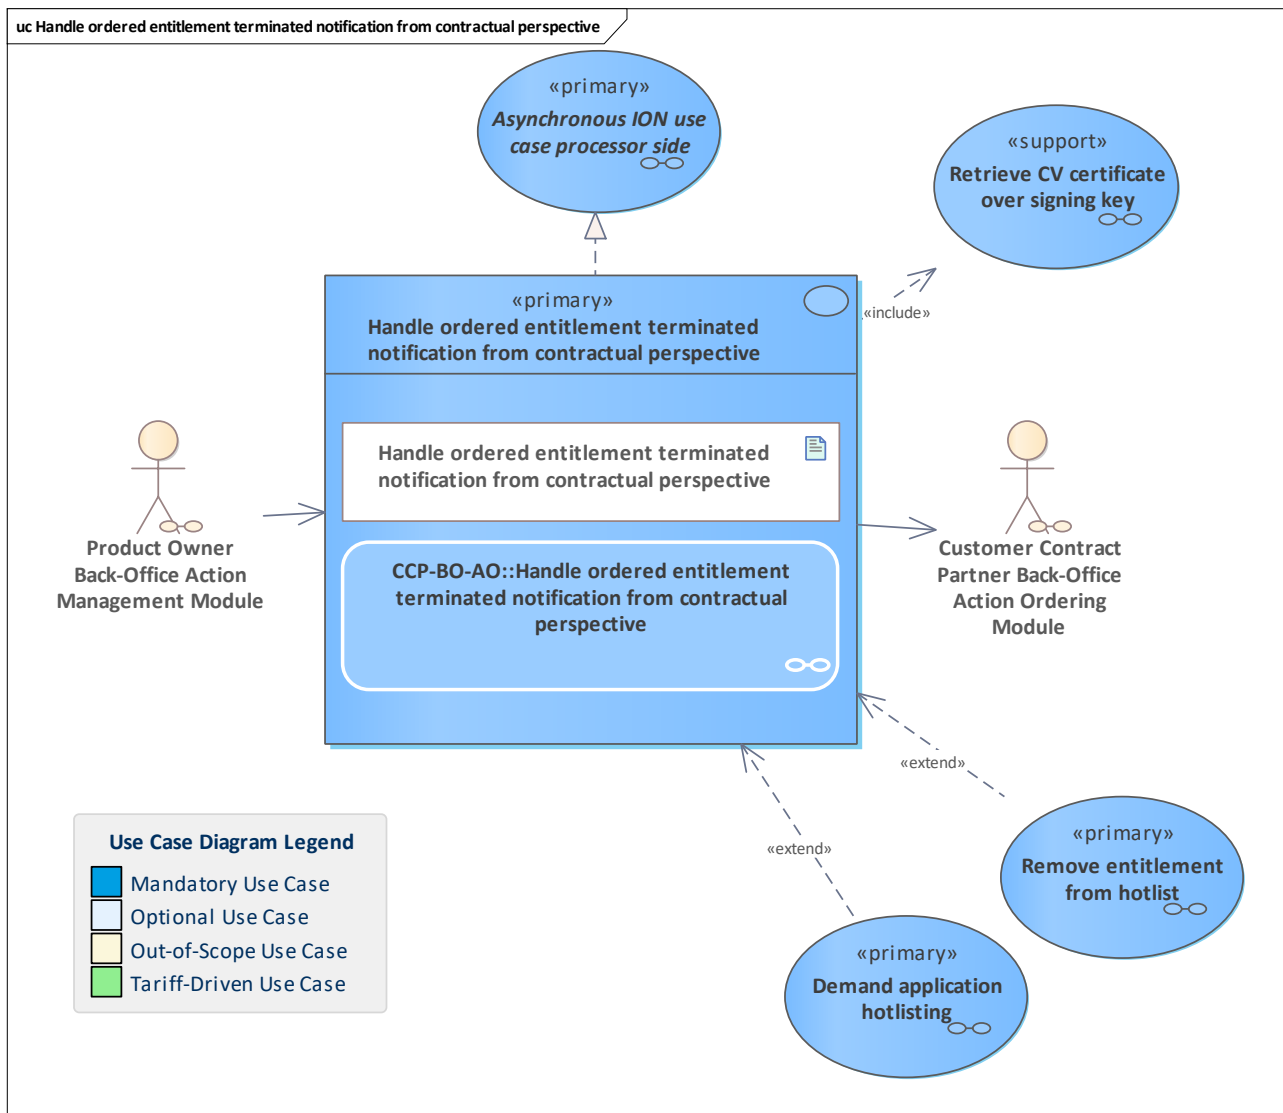 uc Handle ordered entitlement terminated notification from contractual perspective
«primary»
Asynchronous ION use
case processor side
«support»
Retrieve CV certificate
over signing key
«primary»
Handle ordered entitlement terminated
notification from contractual perspective
«include»
Handle ordered entitlement terminated
notification from contractual perspective
Product Owner
Back-Office Action
Management Module
CCP-BO-AO::Handle ordered entitlement
terminated notification from contractual
perspective
Customer Contract
Partner Back-Office
Action Ordering
Module
«extend»
«extend»
«primary»
Remove entitlement
from hotlist
«primary»
Demand application
hotlisting
Use Case Diagram Legend
Mandatory Use Case
Optional Use Case
Out-of-Scope Use Case
Tariff-Driven Use Case